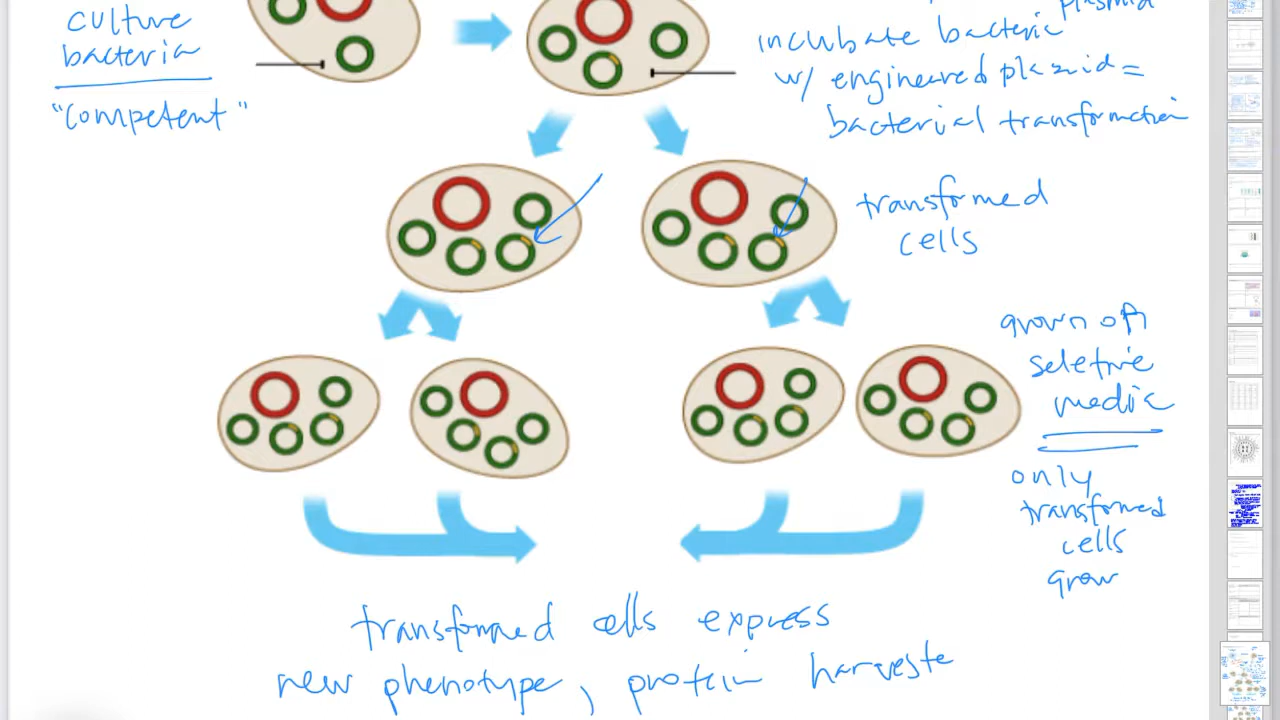 culture
bacteria
"competent"
plasmid
incubate bacteria
w/ engineered plasmid =
bacterial transformation
transformed
cells
grown on
seletive
media
only
transformed
cells
grow
transformed cells express
new phenotype, protein harveste